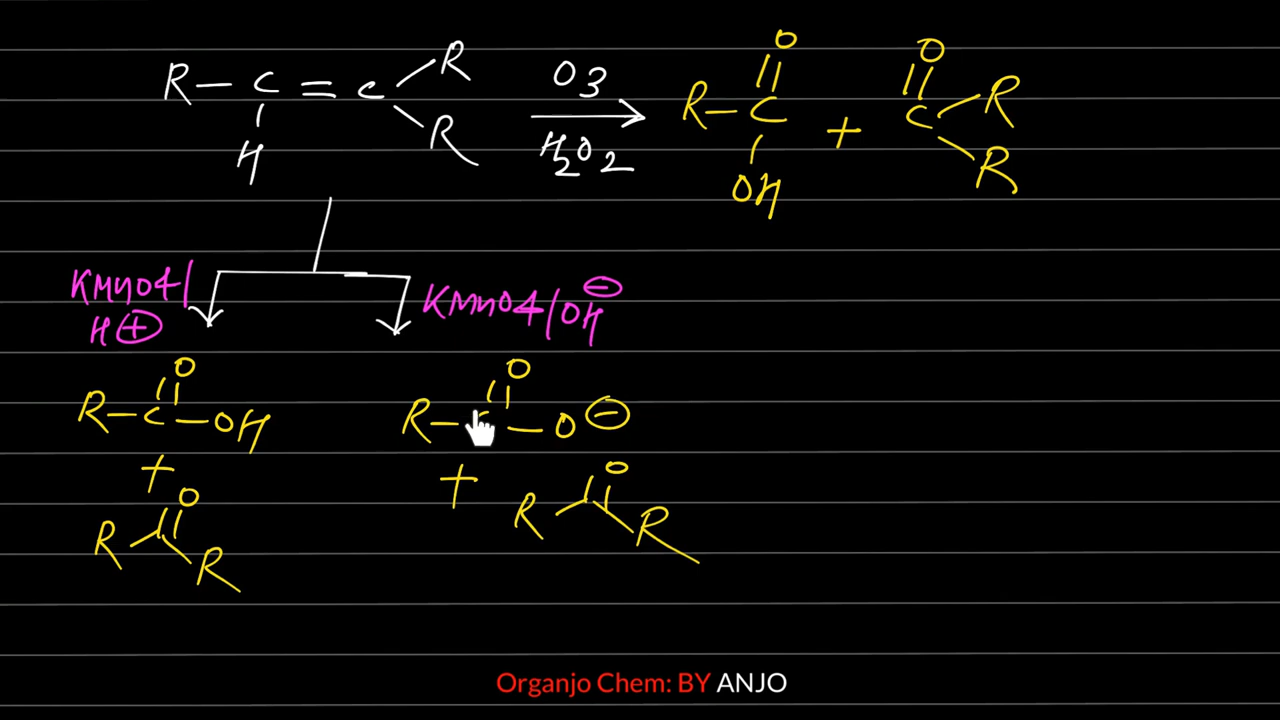 R – C = C R R
H
O3
H2O2
R – C O OH + C O R R
KMnO4/ H ⊕
KMnO4/OH ⊖
R – C O – OH
+
R O R
R – C O – O ⊖
+
R O R
Organjo Chem: BY ANJO